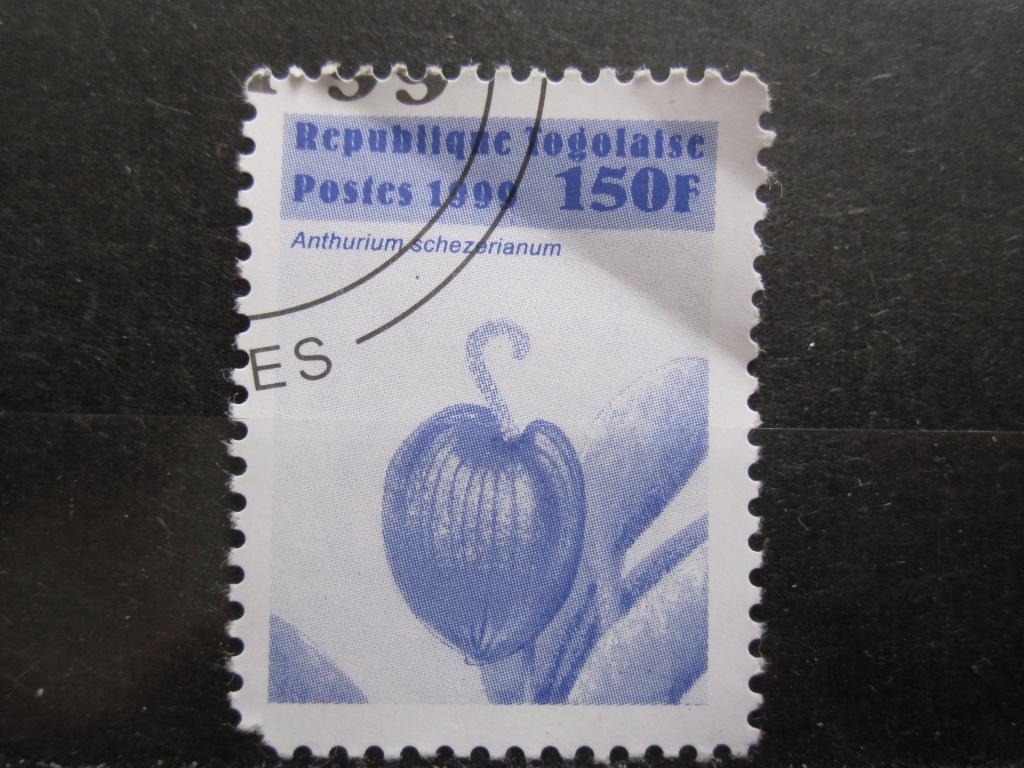 Republique Togolaise
Postes 1999 150F
Anthurium schezerianum
ES